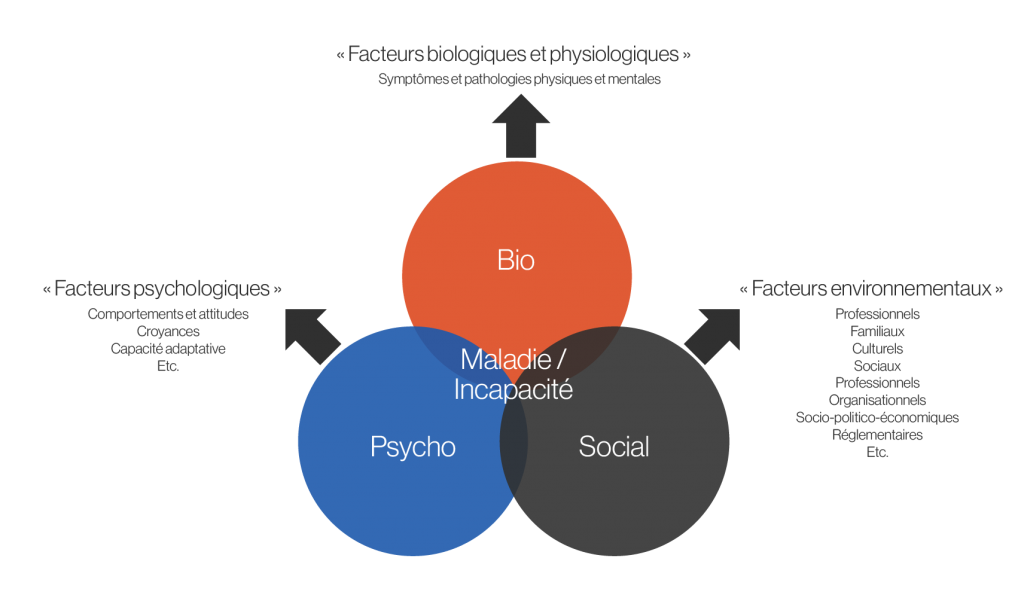 « Facteurs biologiques et physiologiques »
Symptômes et pathologies physiques et mentales
Bio
« Facteurs psychologiques »
Comportements et attitudes
Croyances
Capacité adaptative
Etc.
« Facteurs environnementaux »
Professionnels
Familiaux
Culturels
Sociaux
Professionnels
Organisationnels
Socio-politico-économiques
Réglementaires
Etc.
Maladie /
Incapacité
Psycho
Social